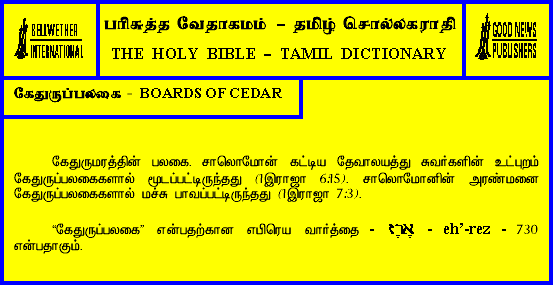 BELLWETHER
INTERNATIONAL
பரிசுத்த வேதாகமம் – தமிழ் சொல்லகராதி
THE HOLY BIBLE – TAMIL DICTIONARY
GOOD NEWS
PUBLISHERS
கேதுருப்பலகை - BOARDS OF CEDAR
கேதுருமரத்தின் பலகை. சாலொமோன் கட்டிய தேவாலயத்து சுவர்களின் உட்புறம்
கேதுருப்பலகைகளால் மூடப்பட்டிருந்தது (1இராஜா 6:15). சாலொமோனின் அரண்மனை
கேதுருப்பலகைகளால் மச்சு பாவப்பட்டிருந்தது (1இராஜா 7:3).
“கேதுருப்பலகை” என்பதற்கான எபிரெய வார்த்தை - אֶרֶז - eh’-rez - 730
என்பதாகும்.